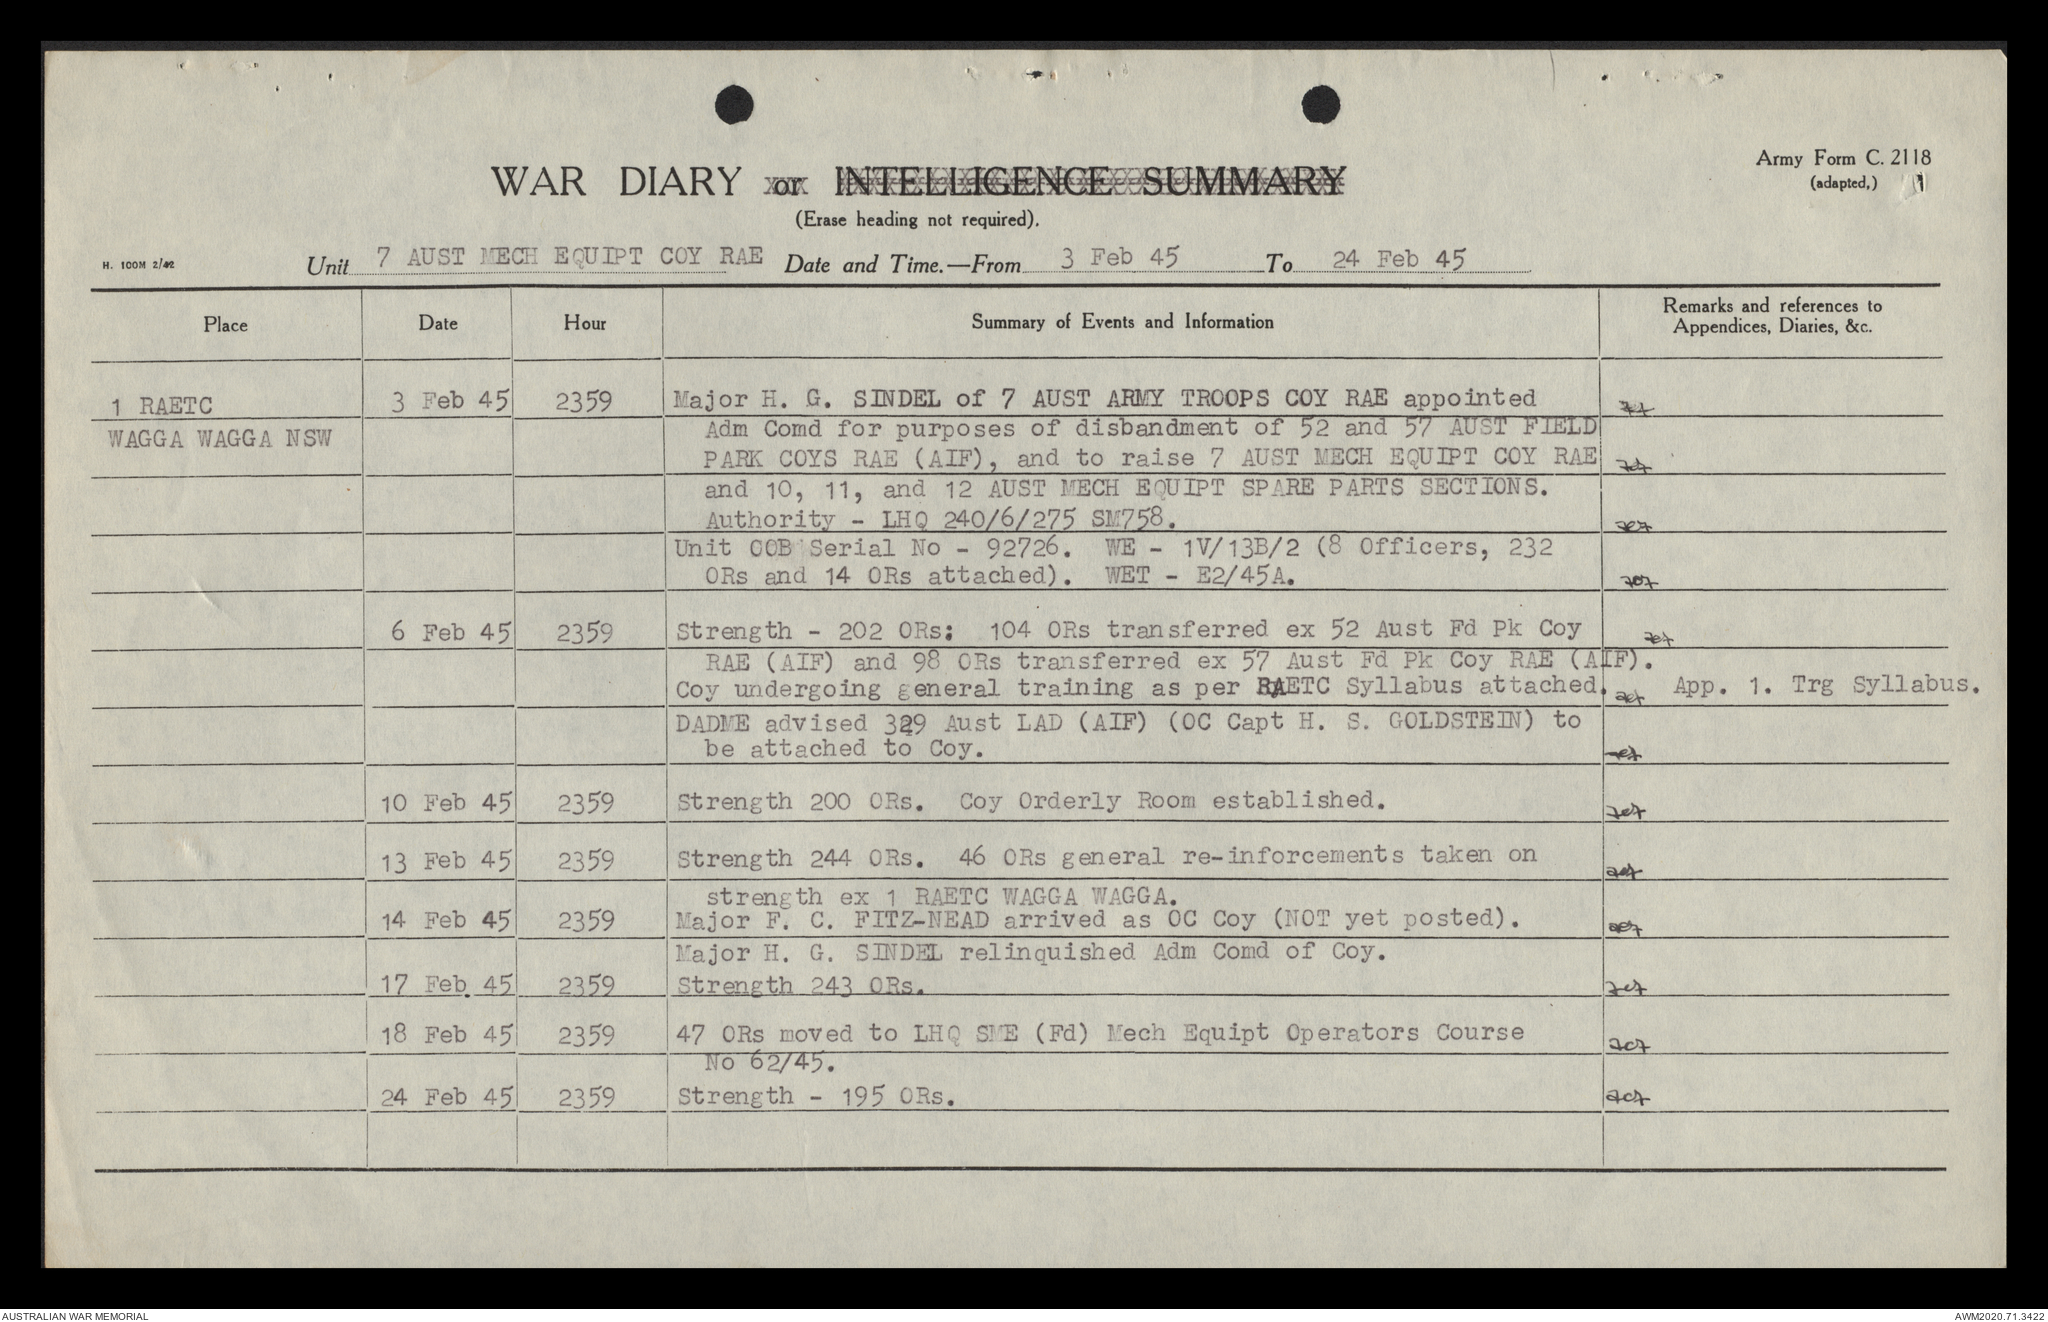 WAR DIARY or INTELLIGENCE SUMMARY
(Erase heading not required).
Army Form C. 2118
(adapted.) 1
H. 100M 2/42
Unit 7 AUST MECH EQUIPT COY RAE Date and Time.—From 3 Feb 45 To 24 Feb 45
Place Date Hour Summary of Events and Information Remarks and references to Appendices, Diaries, &c.
1 RAETC 3 Feb 45 2359 Major H. G. SINDEL of 7 AUST ARMY TROOPS COY RAE appointed
WAGGA WAGGA NSW Adm Comd for purposes of disbandment of 52 and 57 AUST FIELD
PARK COYS RAE (AIF), and to raise 7 AUST MECH EQUIPT COY RAE
and 10, 11, and 12 AUST MECH EQUIPT SPARE PARTS SECTIONS.
Authority - LHQ 240/6/275 SM758.
Unit OOB Serial No - 92726. WE - 1V/13B/2 (8 Officers, 232
ORs and 14 ORs attached). WET - E2/45A.
6 Feb 45 2359 Strength - 202 ORs: 104 ORs transferred ex 52 Aust Fd Pk Coy
RAE (AIF) and 98 ORs transferred ex 57 Aust Fd Pk Coy RAE (AIF).
Coy undergoing general training as per RAETC Syllabus attached. App. 1. Trg Syllabus.
DADME advised 329 Aust LAD (AIF) (OC Capt H. S. GOLDSTEIN) to
be attached to Coy.
10 Feb 45 2359 Strength 200 ORs. Coy Orderly Room established.
13 Feb 45 2359 Strength 244 ORs. 46 ORs general re-inforcements taken on
strength ex 1 RAETC WAGGA WAGGA.
14 Feb 45 2359 Major F. C. FITZ-NEAD arrived as OC Coy (NOT yet posted).
Major H. G. SINDEL relinquished Adm Comd of Coy.
17 Feb. 45 2359 Strength 243 ORs.
18 Feb 45 2359 47 ORs moved to LHQ SME (Fd) Mech Equipt Operators Course
No 62/45.
24 Feb 45 2359 Strength - 195 ORs.
AUSTRALIAN WAR MEMORIAL AWM2020.71.3422